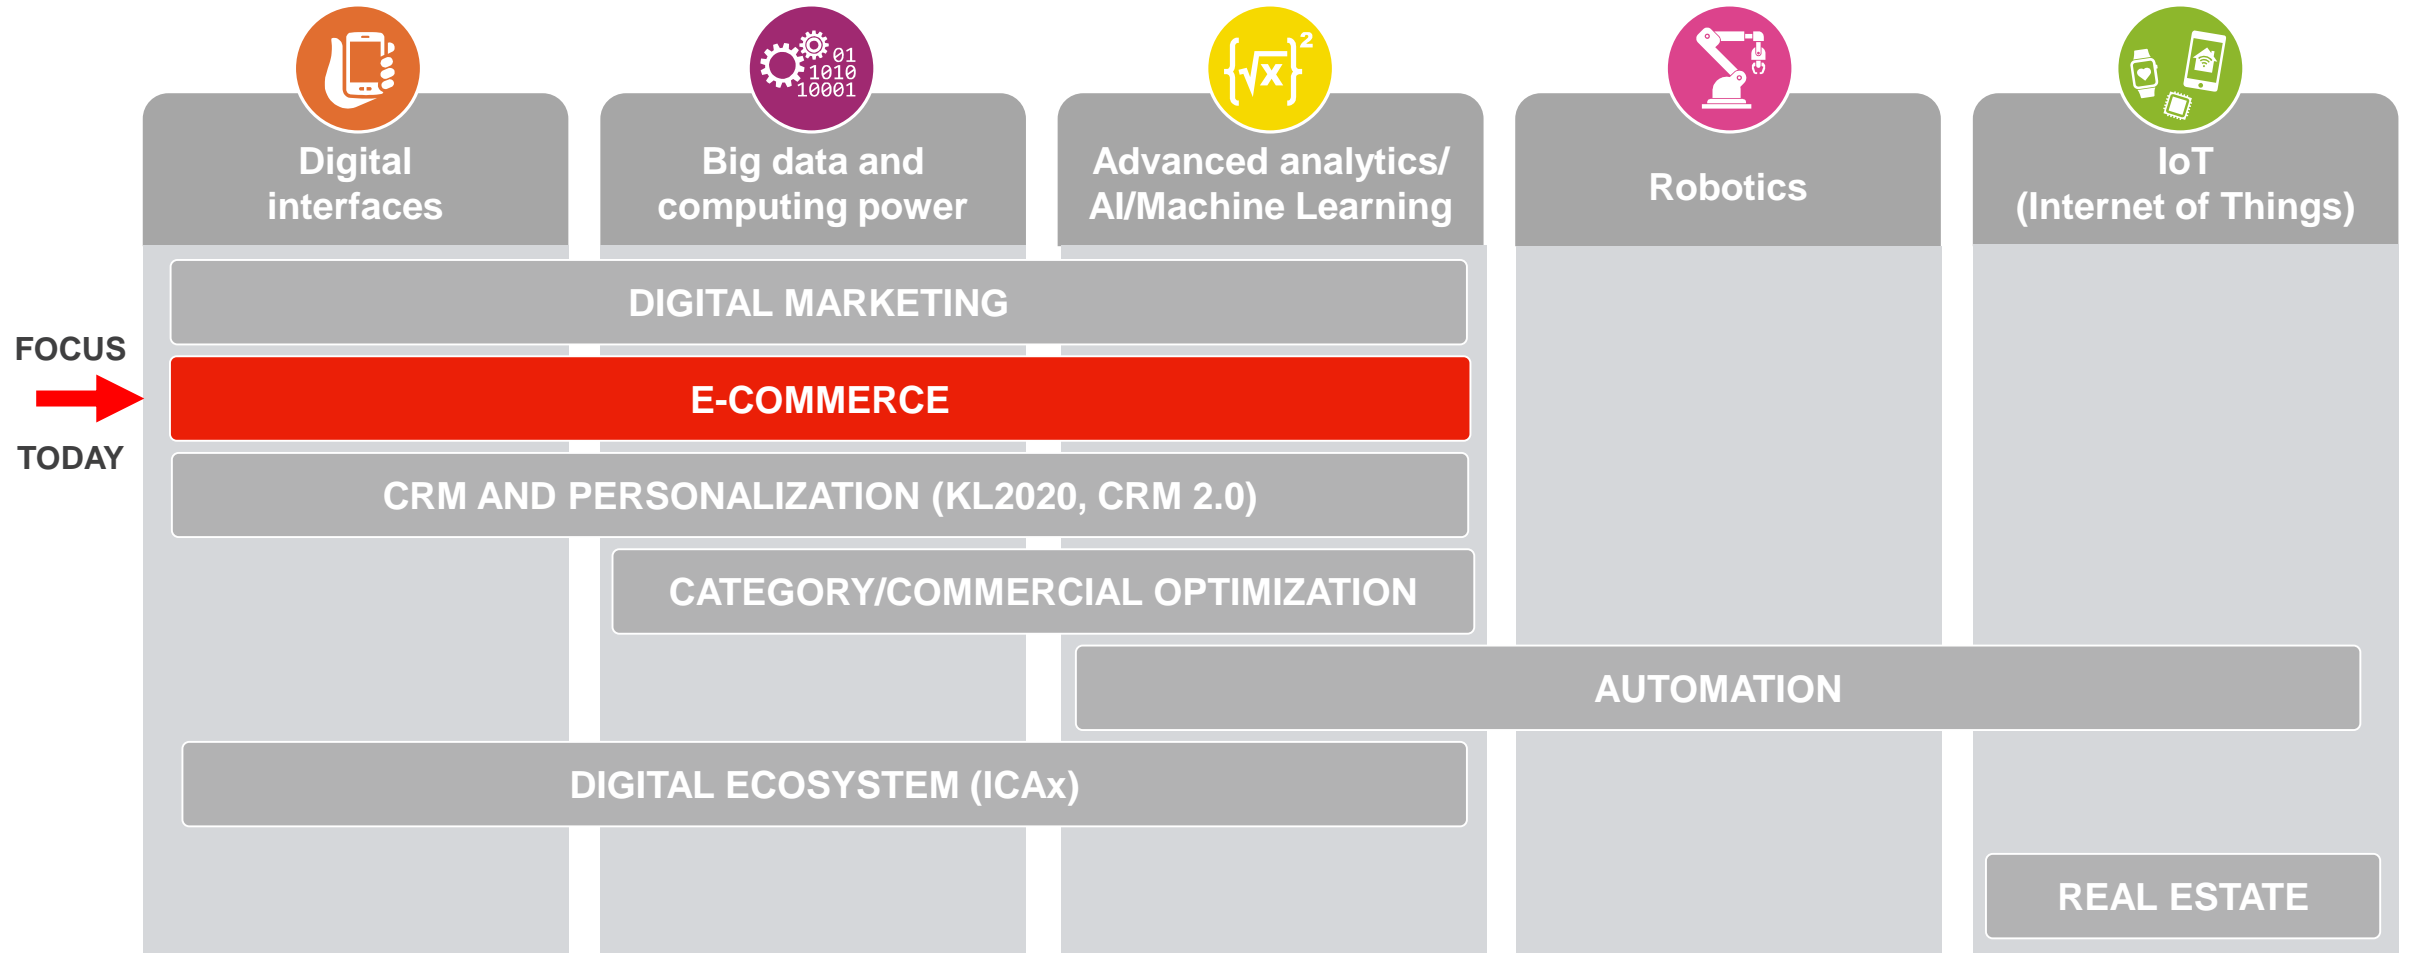 01
1010
10001
{√x}²
Digital
interfaces
Big data and
computing power
Advanced analytics/
AI/Machine Learning
Robotics
IoT
(Internet of Things)
DIGITAL MARKETING
FOCUS
E-COMMERCE
TODAY
CRM AND PERSONALIZATION (KL2020, CRM 2.0)
CATEGORY/COMMERCIAL OPTIMIZATION
AUTOMATION
DIGITAL ECOSYSTEM (ICAx)
REAL ESTATE